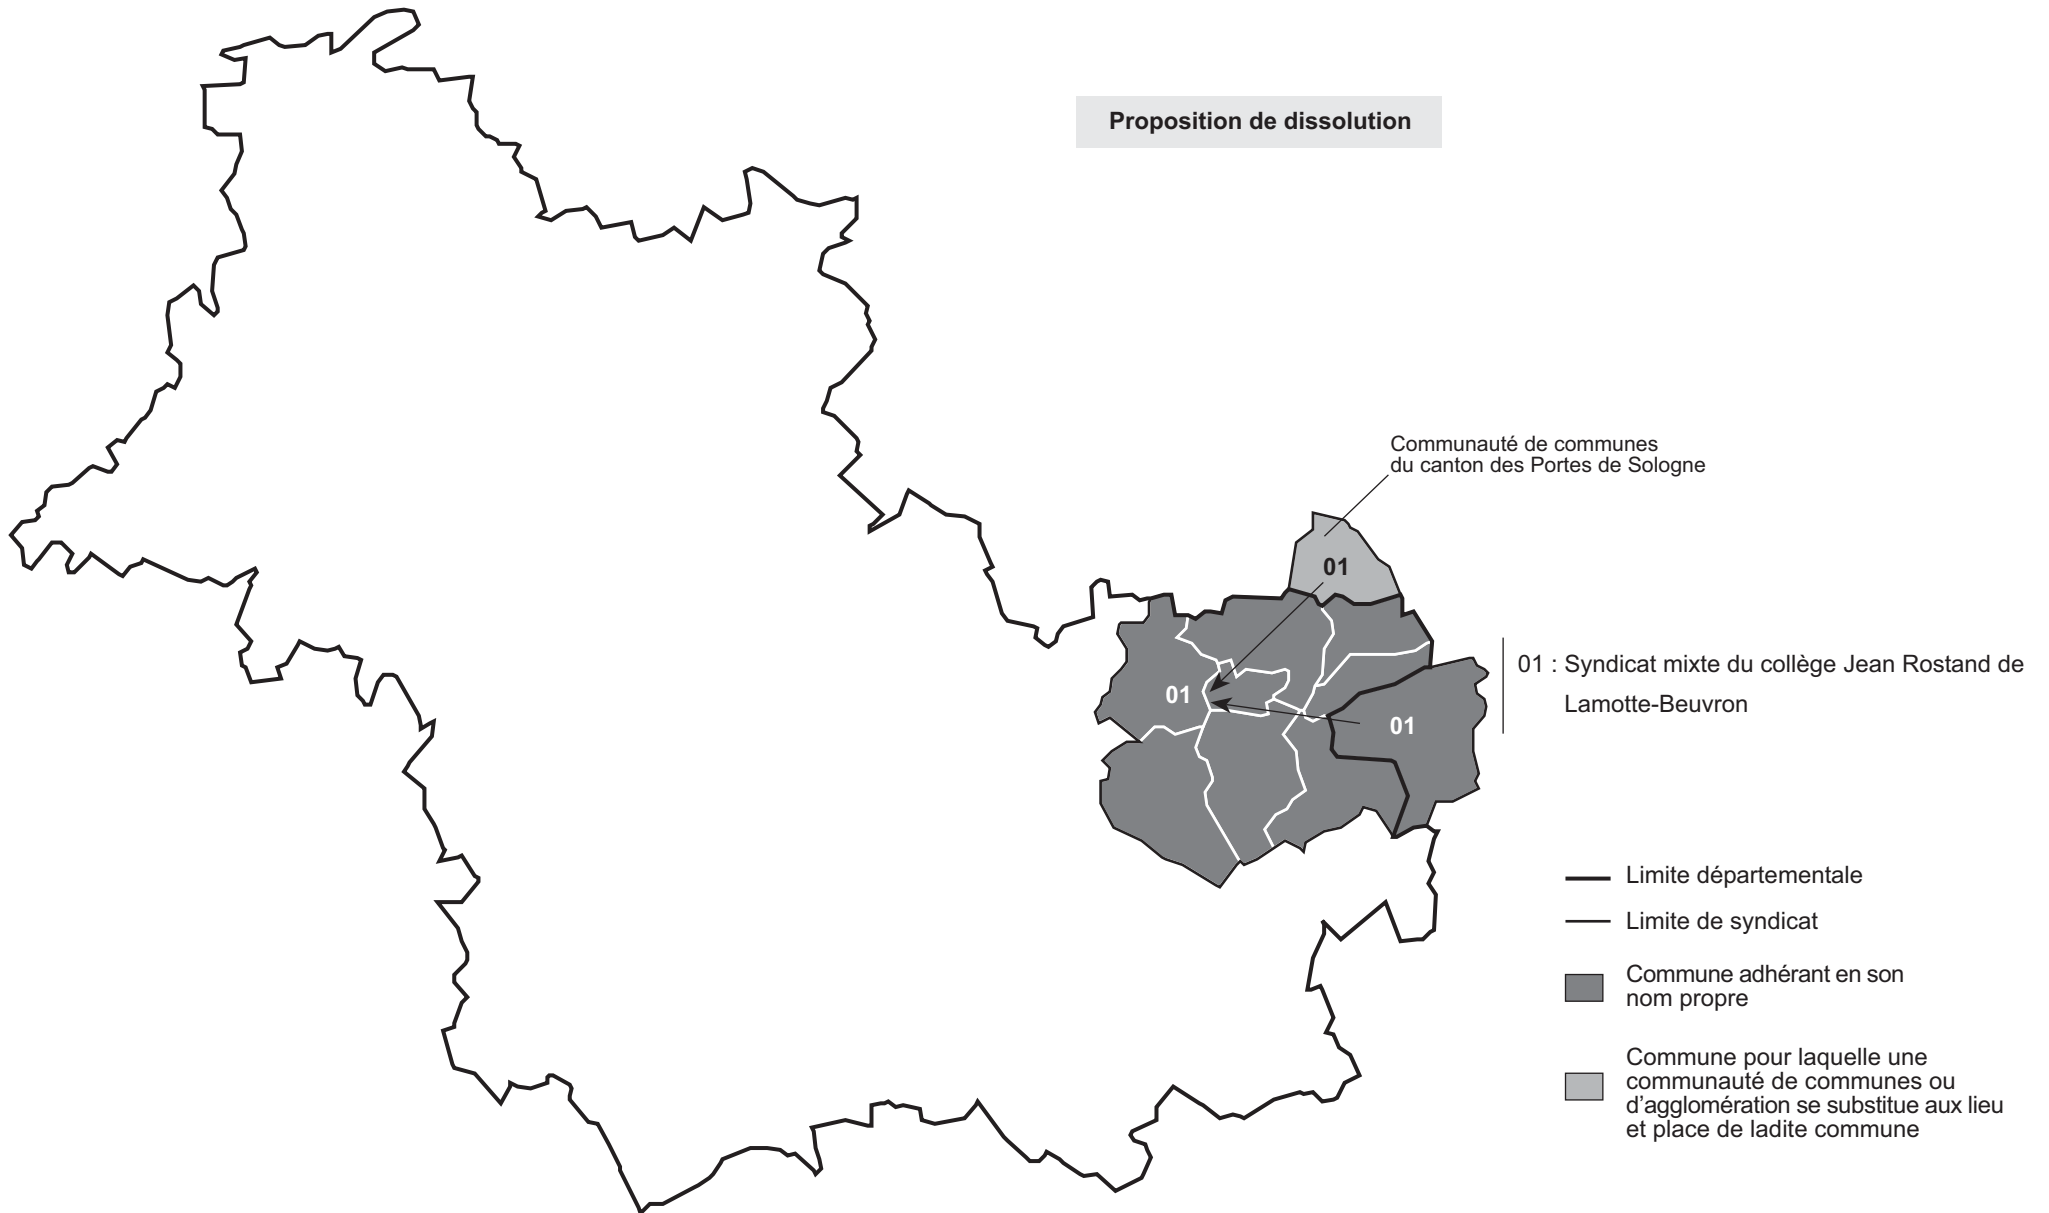 Proposition de dissolution
Communauté de communes
du canton des Portes de Sologne
01
01
01
01 : Syndicat mixte du collège Jean Rostand de
Lamotte-Beuvron
Limite départementale
Limite de syndicat
Commune adhérant en son
nom propre
Commune pour laquelle une
communauté de communes ou
d’agglomération se substitue aux lieu
et place de ladite commune